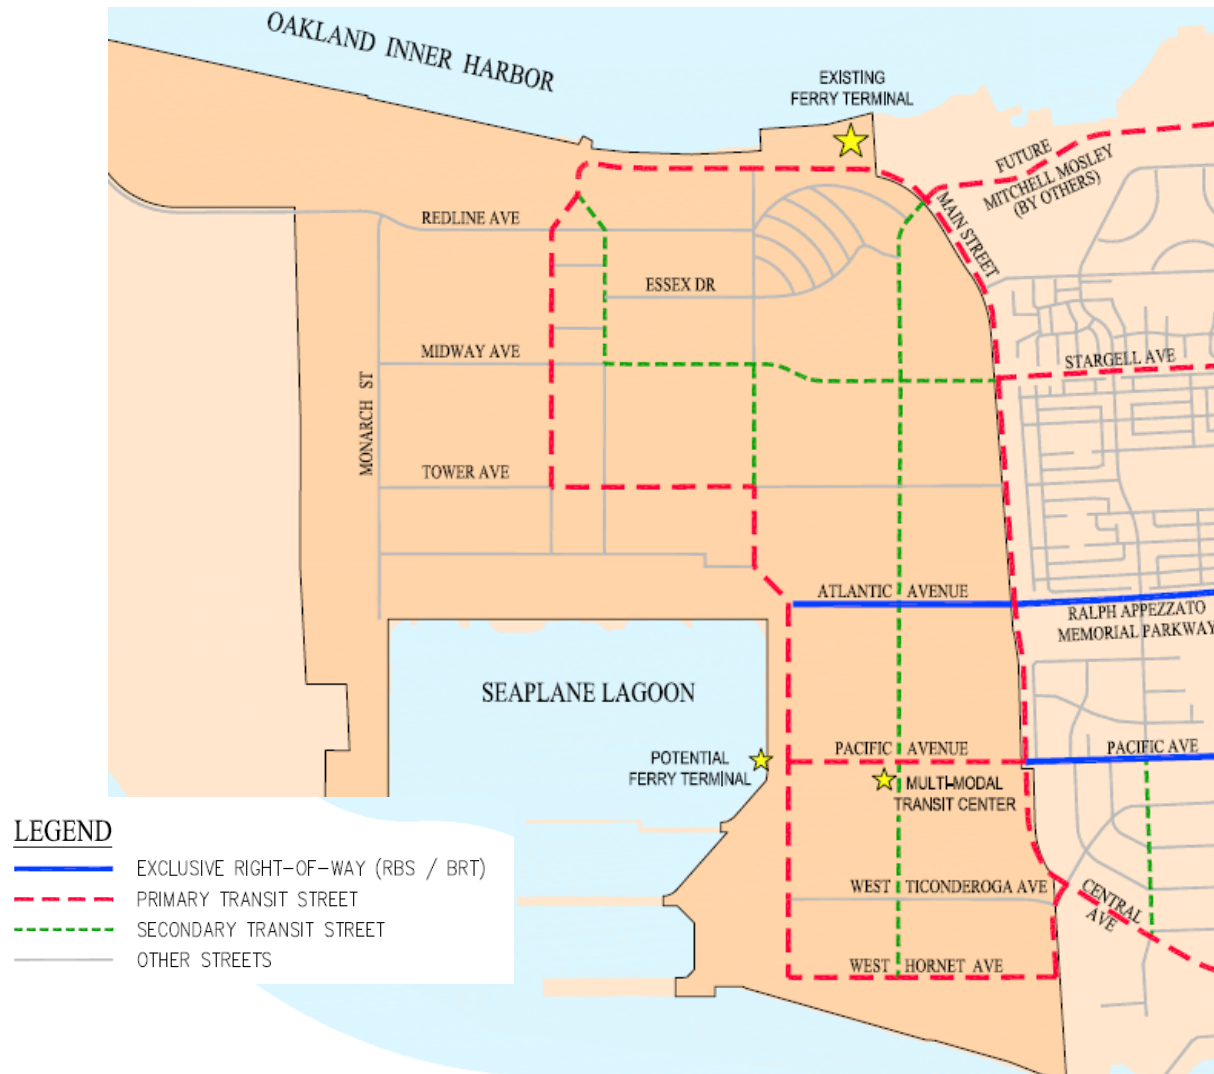 OAKLAND INNER HARBOR
EXISTING
FERRY TERMINAL
FUTURE
MITCHELL MOSLEY
(BY OTHERS)
MAIN STREET
REDLINE AVE
ESSEX DR
MIDWAY AVE
STARGELL AVE
MONARCH ST
TOWER AVE
ATLANTIC AVENUE
RALPH APPEZZATO
MEMORIAL PARKWAY
SEAPLANE LAGOON
POTENTIAL
FERRY TERMINAL
PACIFIC AVENUE
PACIFIC AVE
MULTI-MODAL
TRANSIT CENTER
WEST TICONDEROGA AVE
CENTRAL
AVE
WEST HORNET AVE
LEGEND
EXCLUSIVE RIGHT-OF-WAY (RBS / BRT)
PRIMARY TRANSIT STREET
SECONDARY TRANSIT STREET
OTHER STREETS